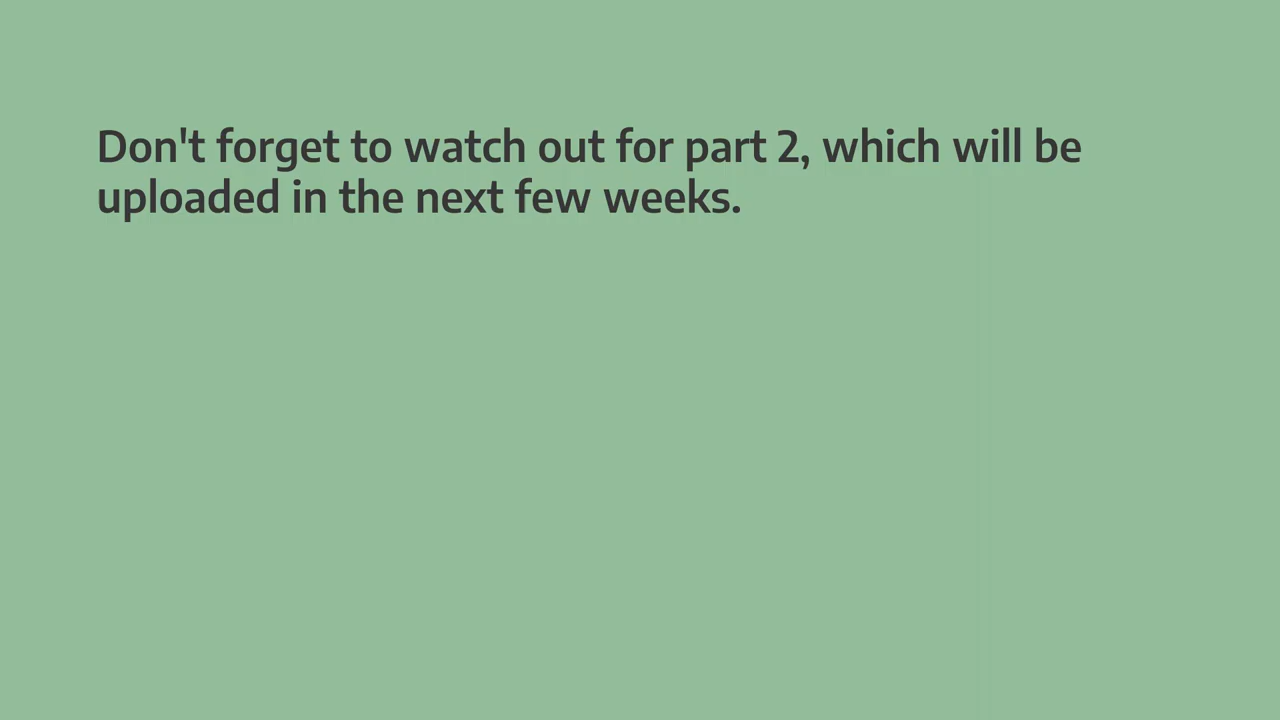 Don't forget to watch out for part 2, which will be
uploaded in the next few weeks.